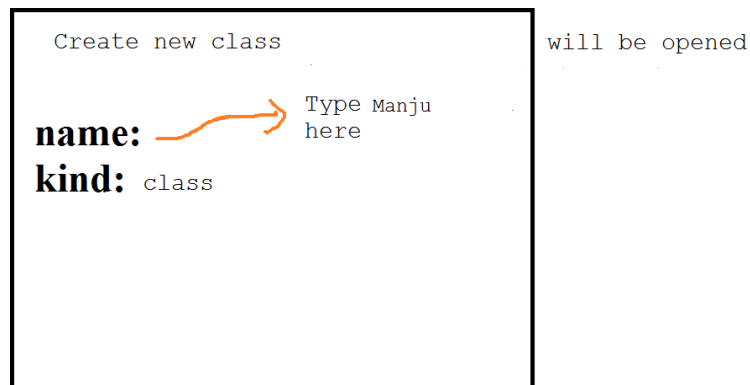 Create new class will be opened
Type Manju
here
name:
kind: class